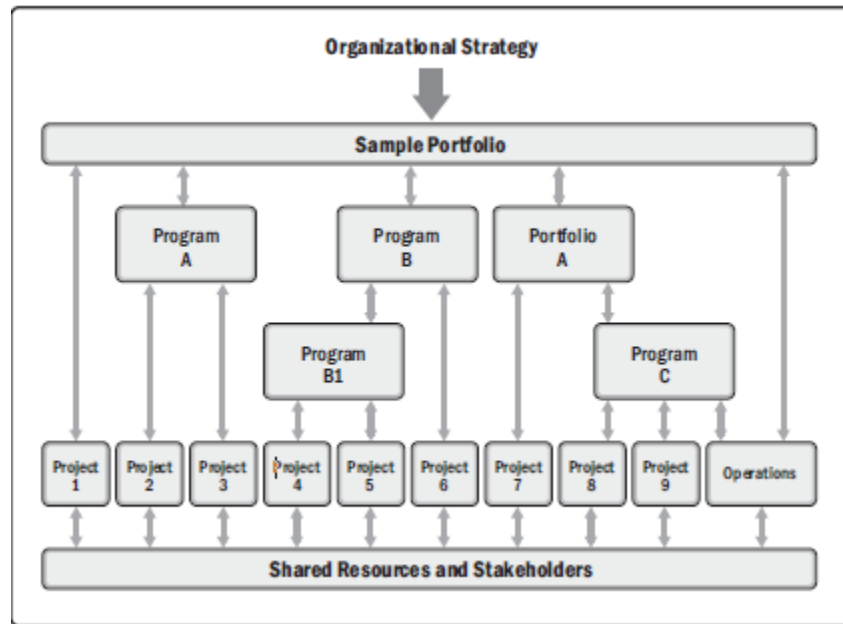 Organizational Strategy
Sample Portfolio
Program
A
Program
B
Portfolio
A
Program
B1
Program
C
Project
1
Project
2
Project
3
Project
4
Project
5
Project
6
Project
7
Project
8
Project
9
Operations
Shared Resources and Stakeholders